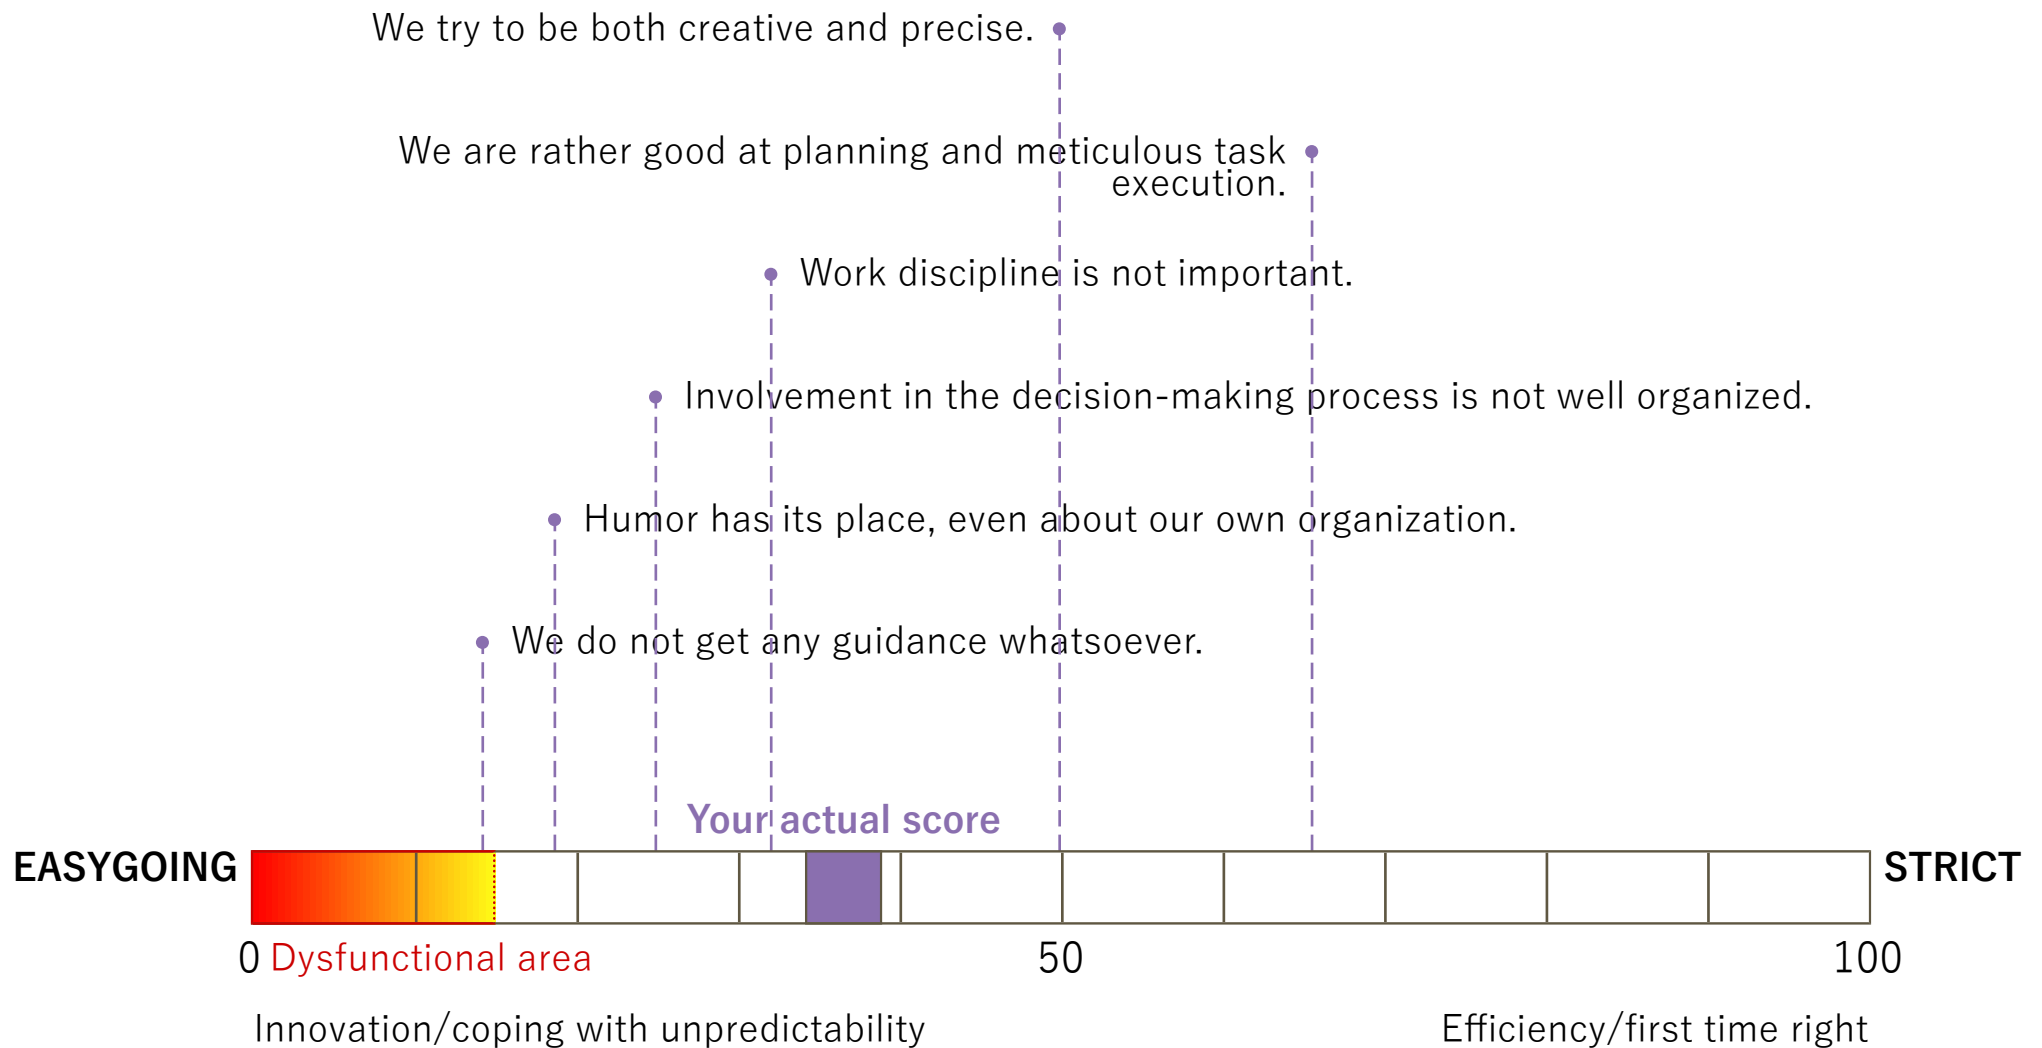 We try to be both creative and precise.
We are rather good at planning and meticulous task
execution.
Work discipline is not important.
Involvement in the decision-making process is not well organized.
Humor has its place, even about our own organization.
We do not get any guidance whatsoever.
Your actual score
EASYGOING
STRICT
0 Dysfunctional area
50
100
Innovation/coping with unpredictability
Efficiency/first time right